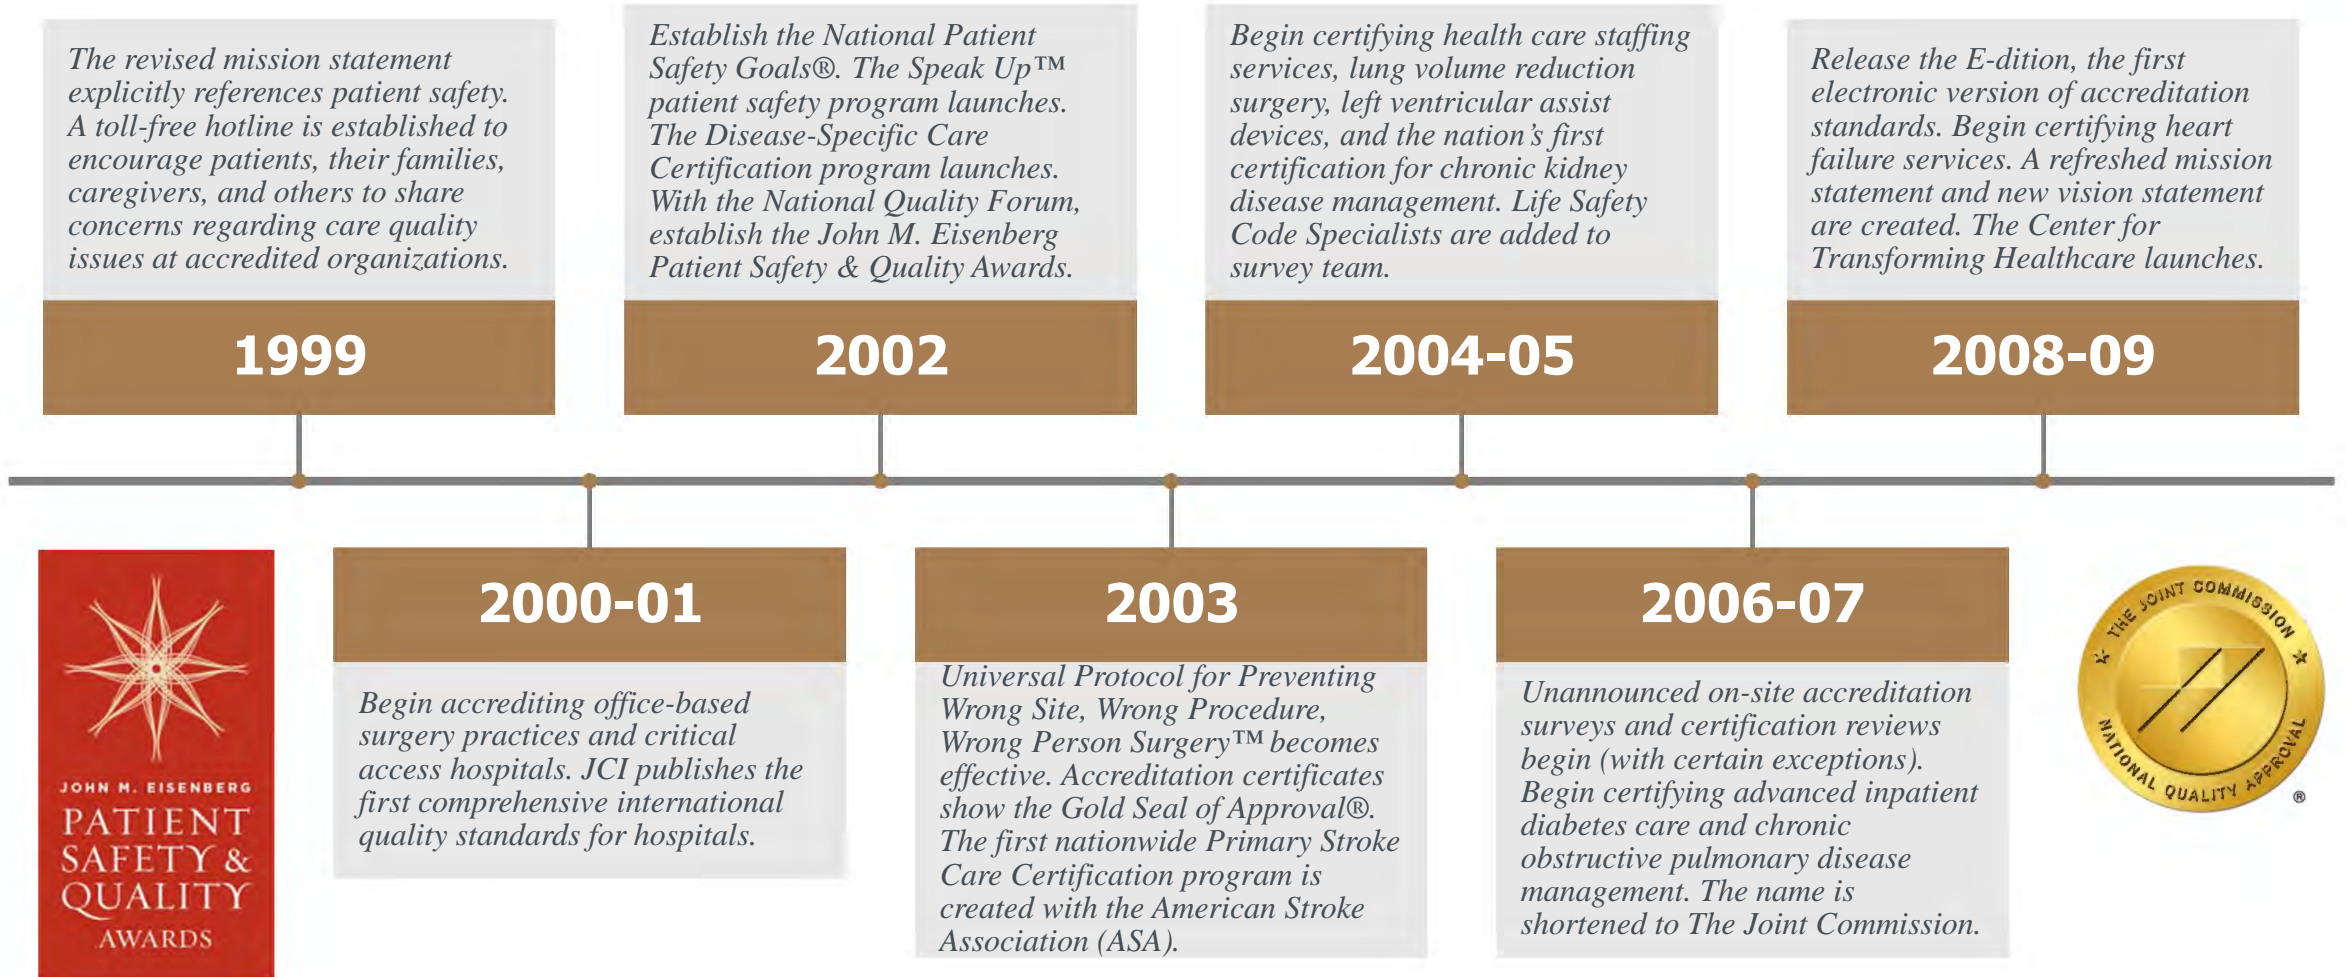 The revised mission statement
explicitly references patient safety.
A toll-free hotline is established to
encourage patients, their families,
caregivers, and others to share
concerns regarding care quality
issues at accredited organizations.
1999
Establish the National Patient
Safety Goals®. The Speak Up™
patient safety program launches.
The Disease-Specific Care
Certification program launches.
With the National Quality Forum,
establish the John M. Eisenberg
Patient Safety & Quality Awards.
2002
Begin certifying health care staffing
services, lung volume reduction
surgery, left ventricular assist
devices, and the nation’s first
certification for chronic kidney
disease management. Life Safety
Code Specialists are added to
survey team.
2004-05
Release the E-dition, the first
electronic version of accreditation
standards. Begin certifying heart
failure services. A refreshed mission
statement and new vision statement
are created. The Center for
Transforming Healthcare launches.
2008-09
JOHN M. EISENBERG
PATIENT
SAFETY &
QUALITY
AWARDS
2000-01
Begin accrediting office-based
surgery practices and critical
access hospitals. JCI publishes the
first comprehensive international
quality standards for hospitals.
2003
Universal Protocol for Preventing
Wrong Site, Wrong Procedure,
Wrong Person Surgery™ becomes
effective. Accreditation certificates
show the Gold Seal of Approval®.
The first nationwide Primary Stroke
Care Certification program is
created with the American Stroke
Association (ASA).
2006-07
Unannounced on-site accreditation
surveys and certification reviews
begin (with certain exceptions).
Begin certifying advanced inpatient
diabetes care and chronic
obstructive pulmonary disease
management. The name is
shortened to The Joint Commission.
THE JOINT COMMISSION
NATIONAL QUALITY APPROVAL
®